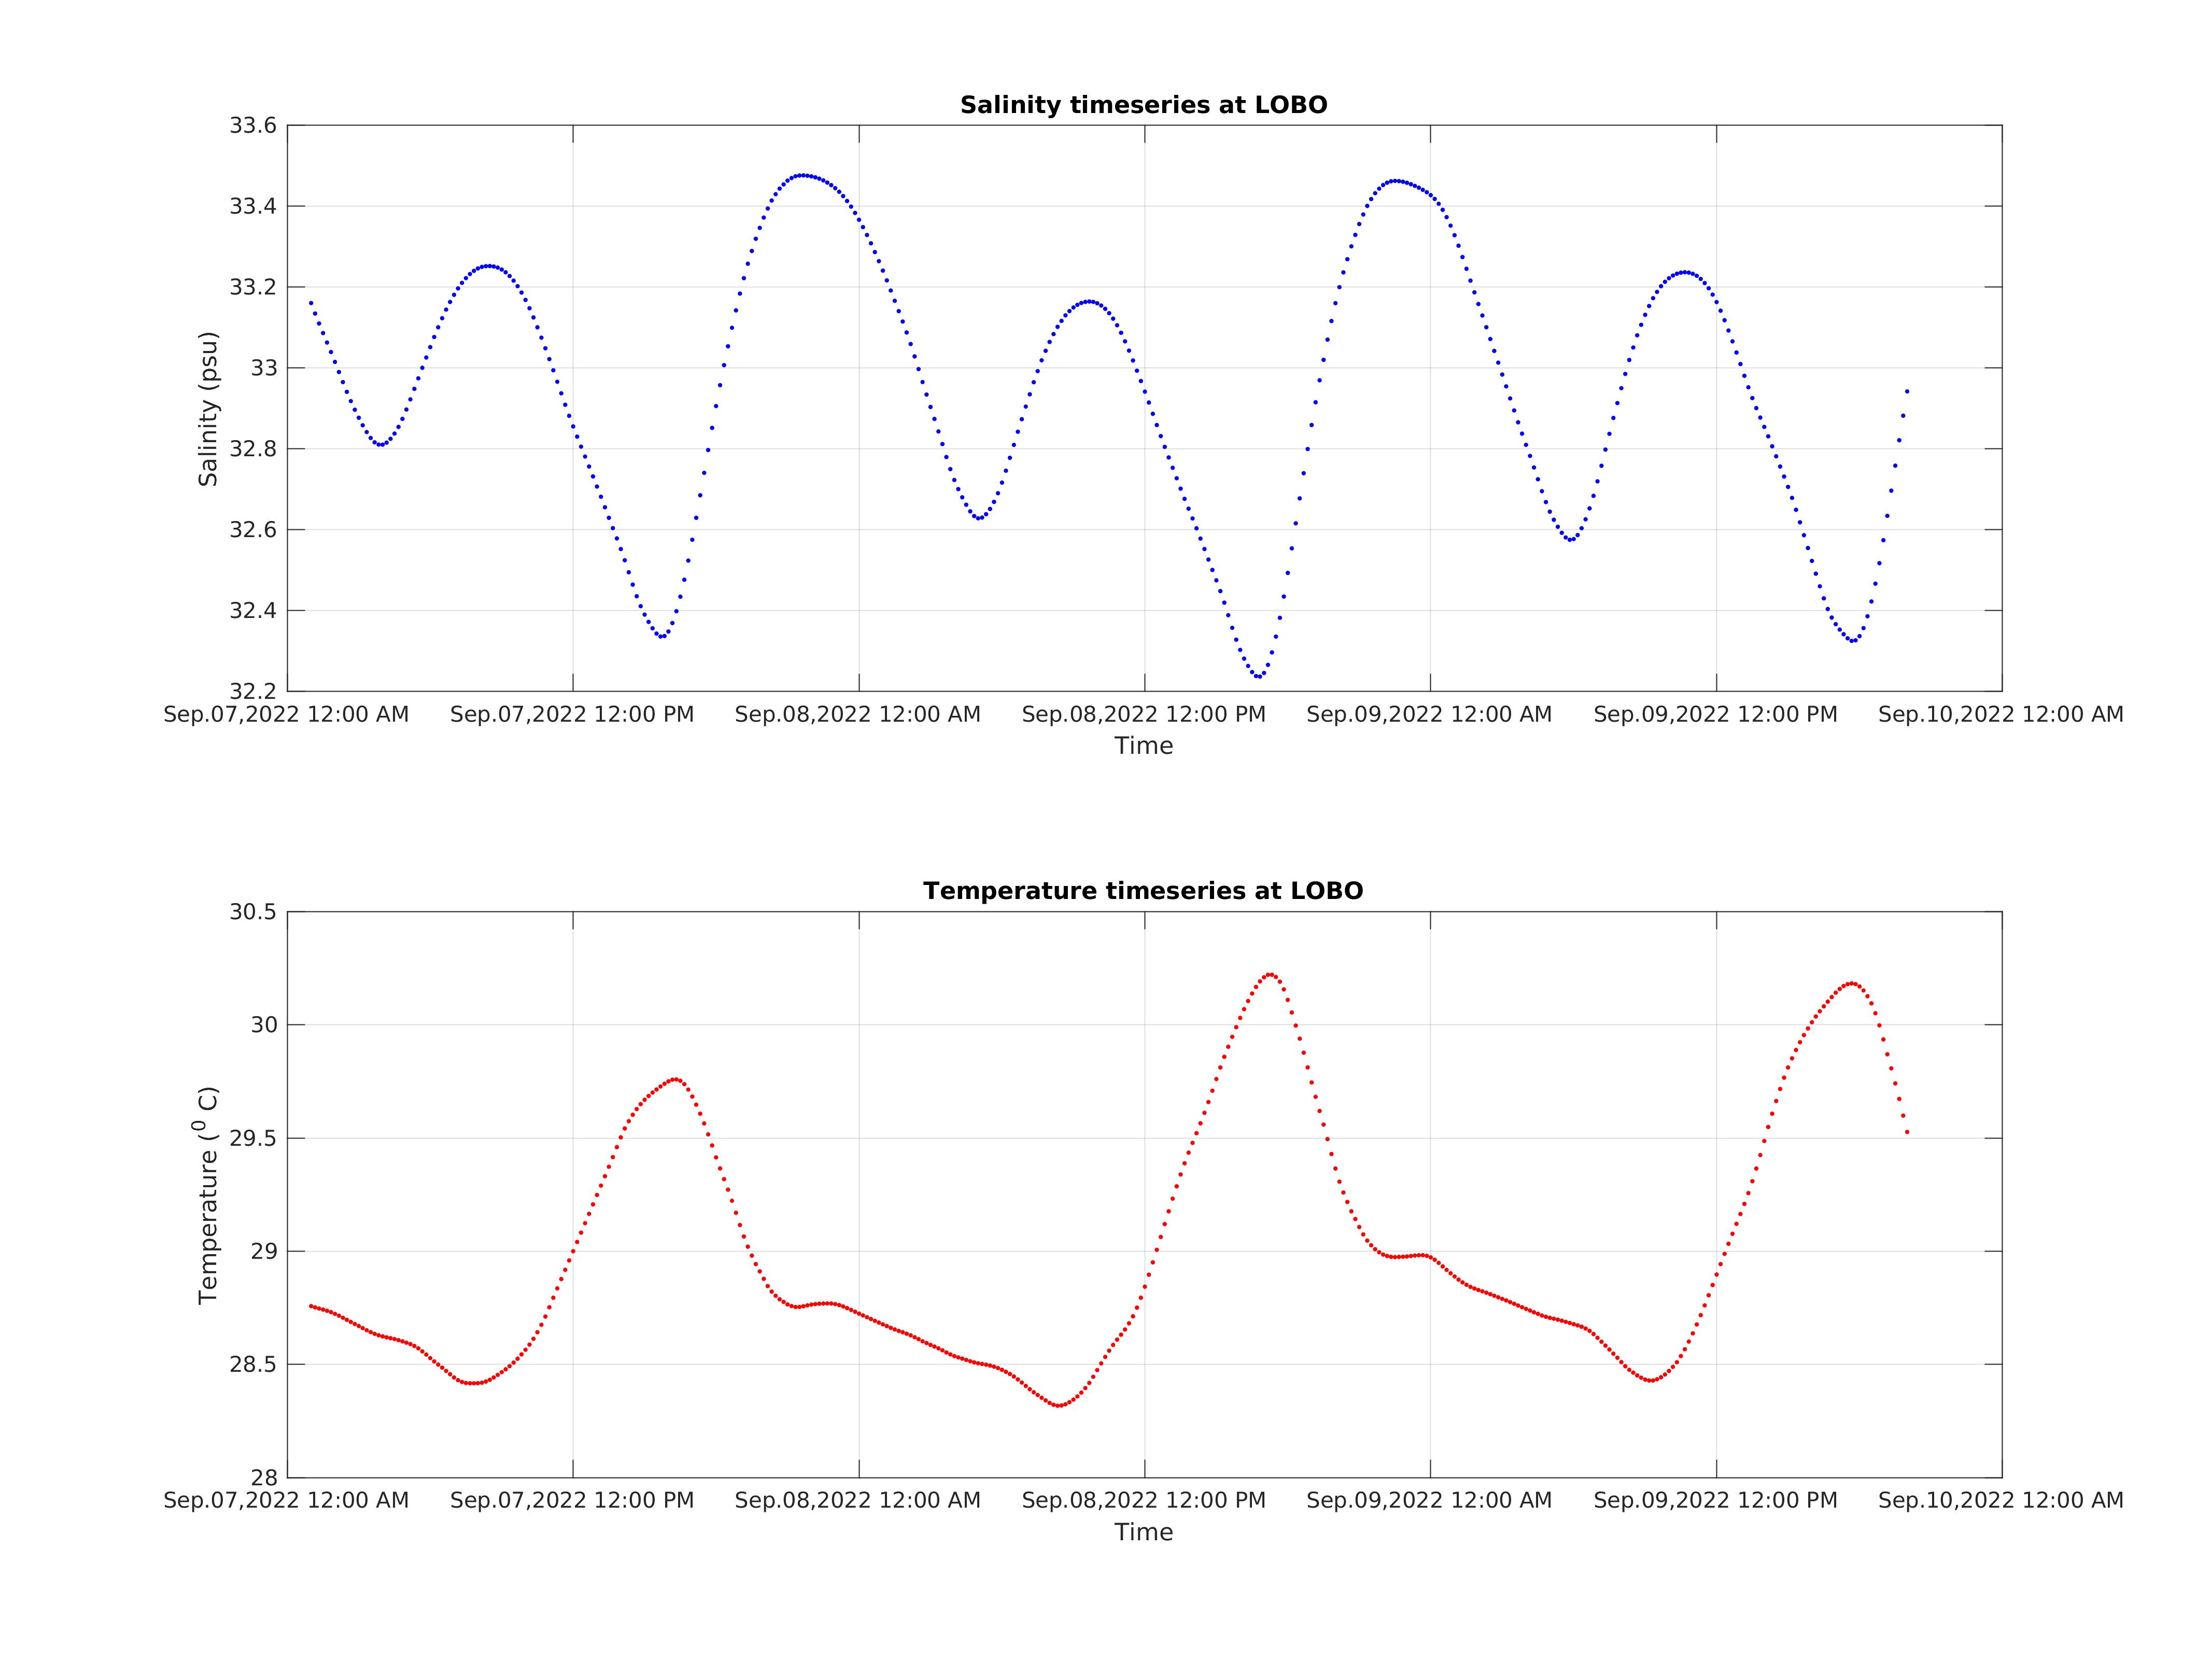 Salinity timeseries at LOBO
33.6
33.4
33.2
33
32.8
32.6
32.4
32.2
Salinity (psu)
Sep.07,2022 12:00 AM Sep.07,2022 12:00 PM Sep.08,2022 12:00 AM Sep.08,2022 12:00 PM Sep.09,2022 12:00 AM Sep.09,2022 12:00 PM Sep.10,2022 12:00 AM
Time
Temperature timeseries at LOBO
30.5
30
29.5
29
28.5
28
Temperature (⁰ C)
Sep.07,2022 12:00 AM Sep.07,2022 12:00 PM Sep.08,2022 12:00 AM Sep.08,2022 12:00 PM Sep.09,2022 12:00 AM Sep.09,2022 12:00 PM Sep.10,2022 12:00 AM
Time